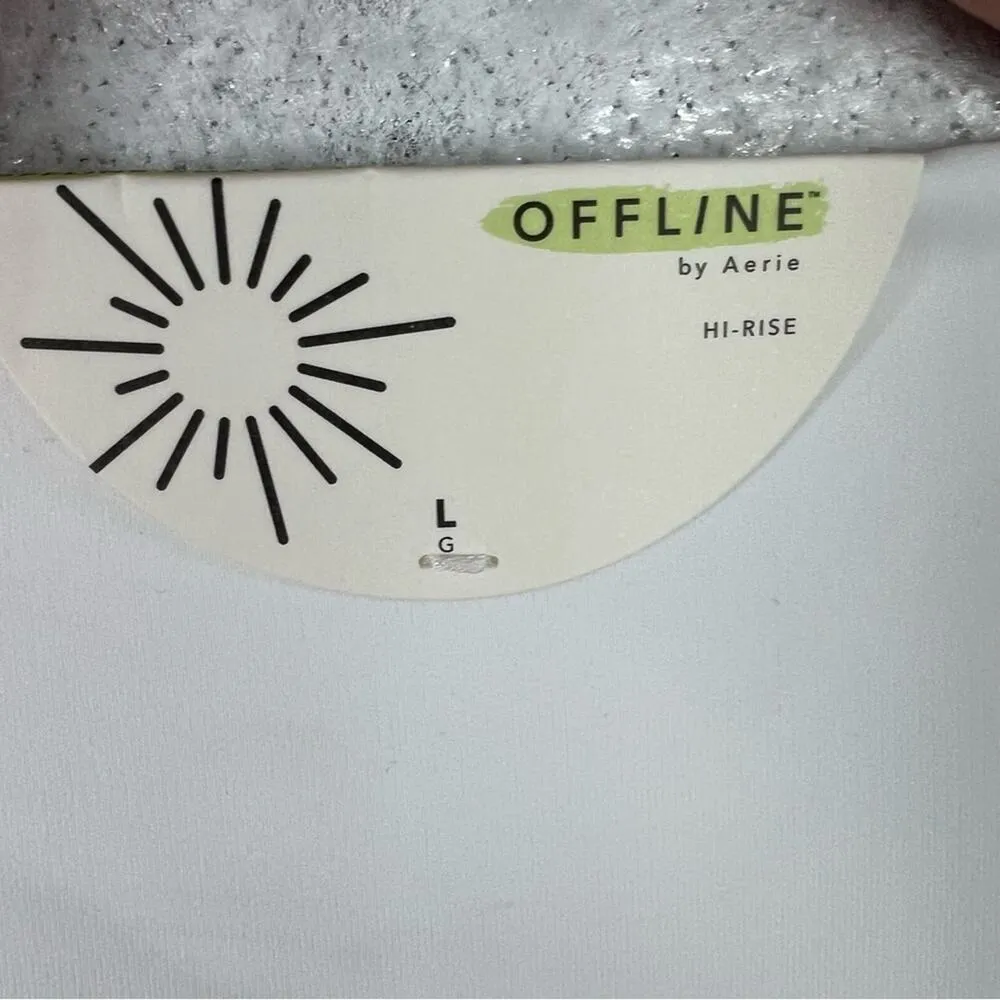 OFFLINE™
by Aerie
HI-RISE
L
G